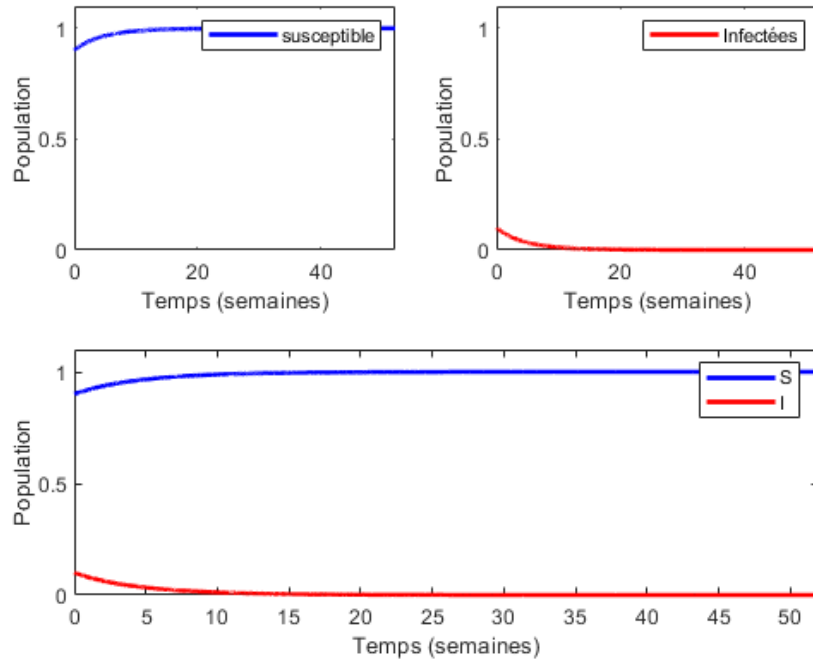 1
0.5
0
Population
susceptible
0
20
40
Temps (semaines)
1
0.5
0
Population
Infectées
0
20
40
Temps (semaines)
1
0.5
0
Population
S
I
0 5 10 15 20 25 30 35 40 45 50
Temps (semaines)